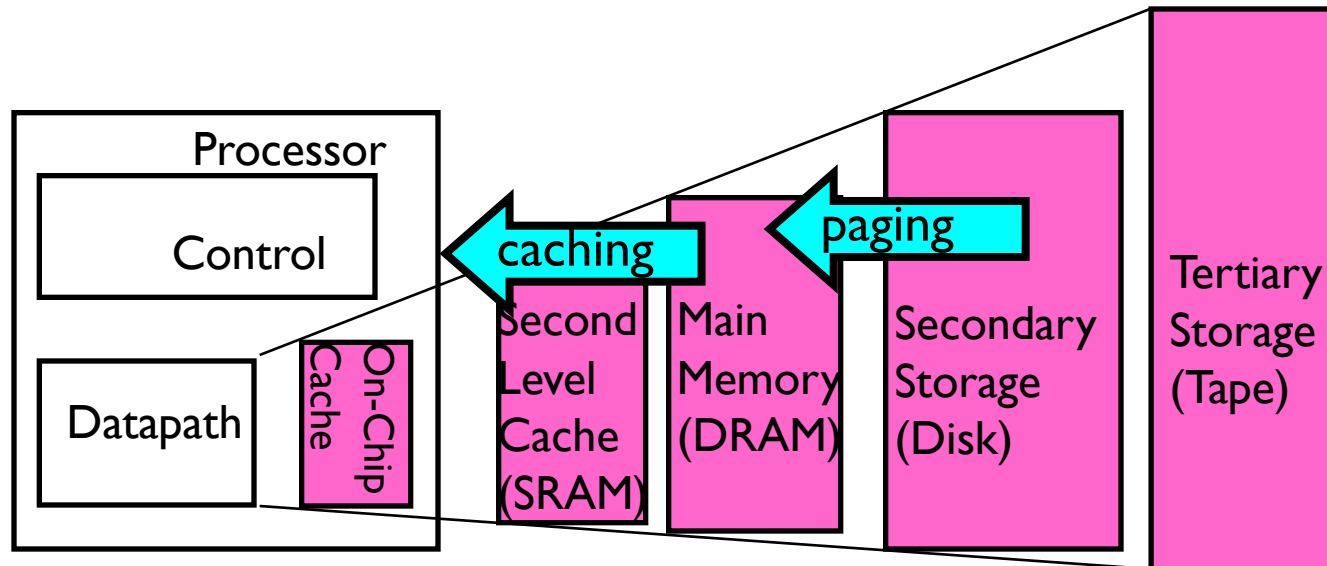 Processor
Control
Datapath
On-Chip
Cache
caching
Second
Level
Cache
(SRAM)
Main
Memory
(DRAM)
paging
Secondary
Storage
(Disk)
Tertiary
Storage
(Tape)